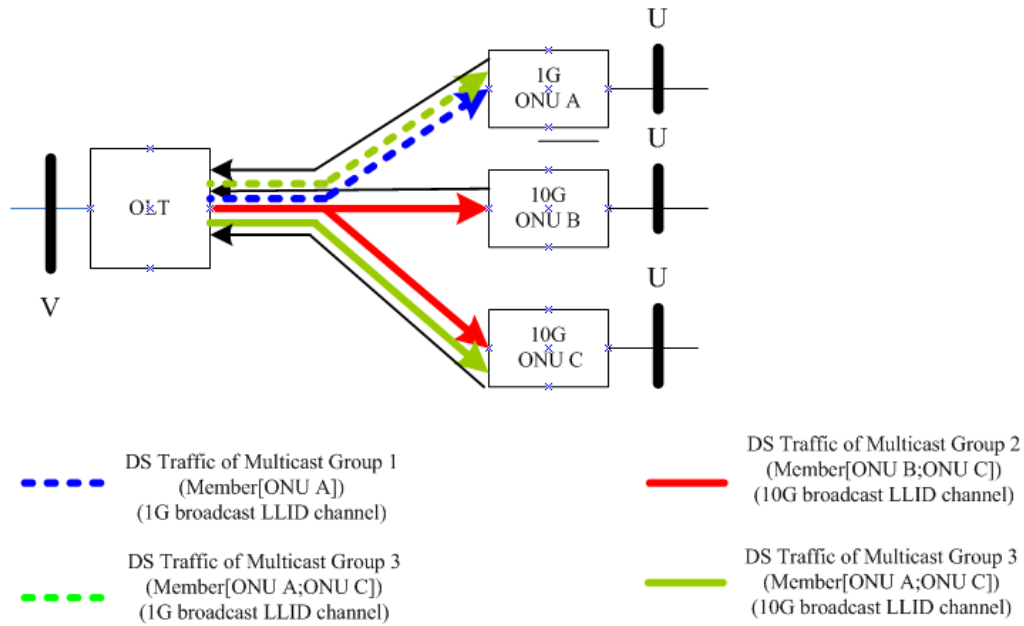 U
1G
ONU A
U
10G
ONU B
OLT
V
U
10G
ONU C
DS Traffic of Multicast Group 1
(Member[ONU A])
(1G broadcast LLID channel)
DS Traffic of Multicast Group 2
(Member[ONU B;ONU C])
(10G broadcast LLID channel)
DS Traffic of Multicast Group 3
(Member[ONU A;ONU C])
(1G broadcast LLID channel)
DS Traffic of Multicast Group 3
(Member[ONU A;ONU C])
(10G broadcast LLID channel)